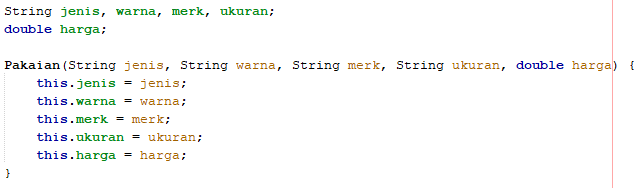 String jenis, warna, merk, ukuran;
double harga;
Pakaian(String jenis, String warna, String merk, String ukuran, double harga) {
this.jenis = jenis;
this.warna = warna;
this.merk = merk;
this.ukuran = ukuran;
this.harga = harga;
}